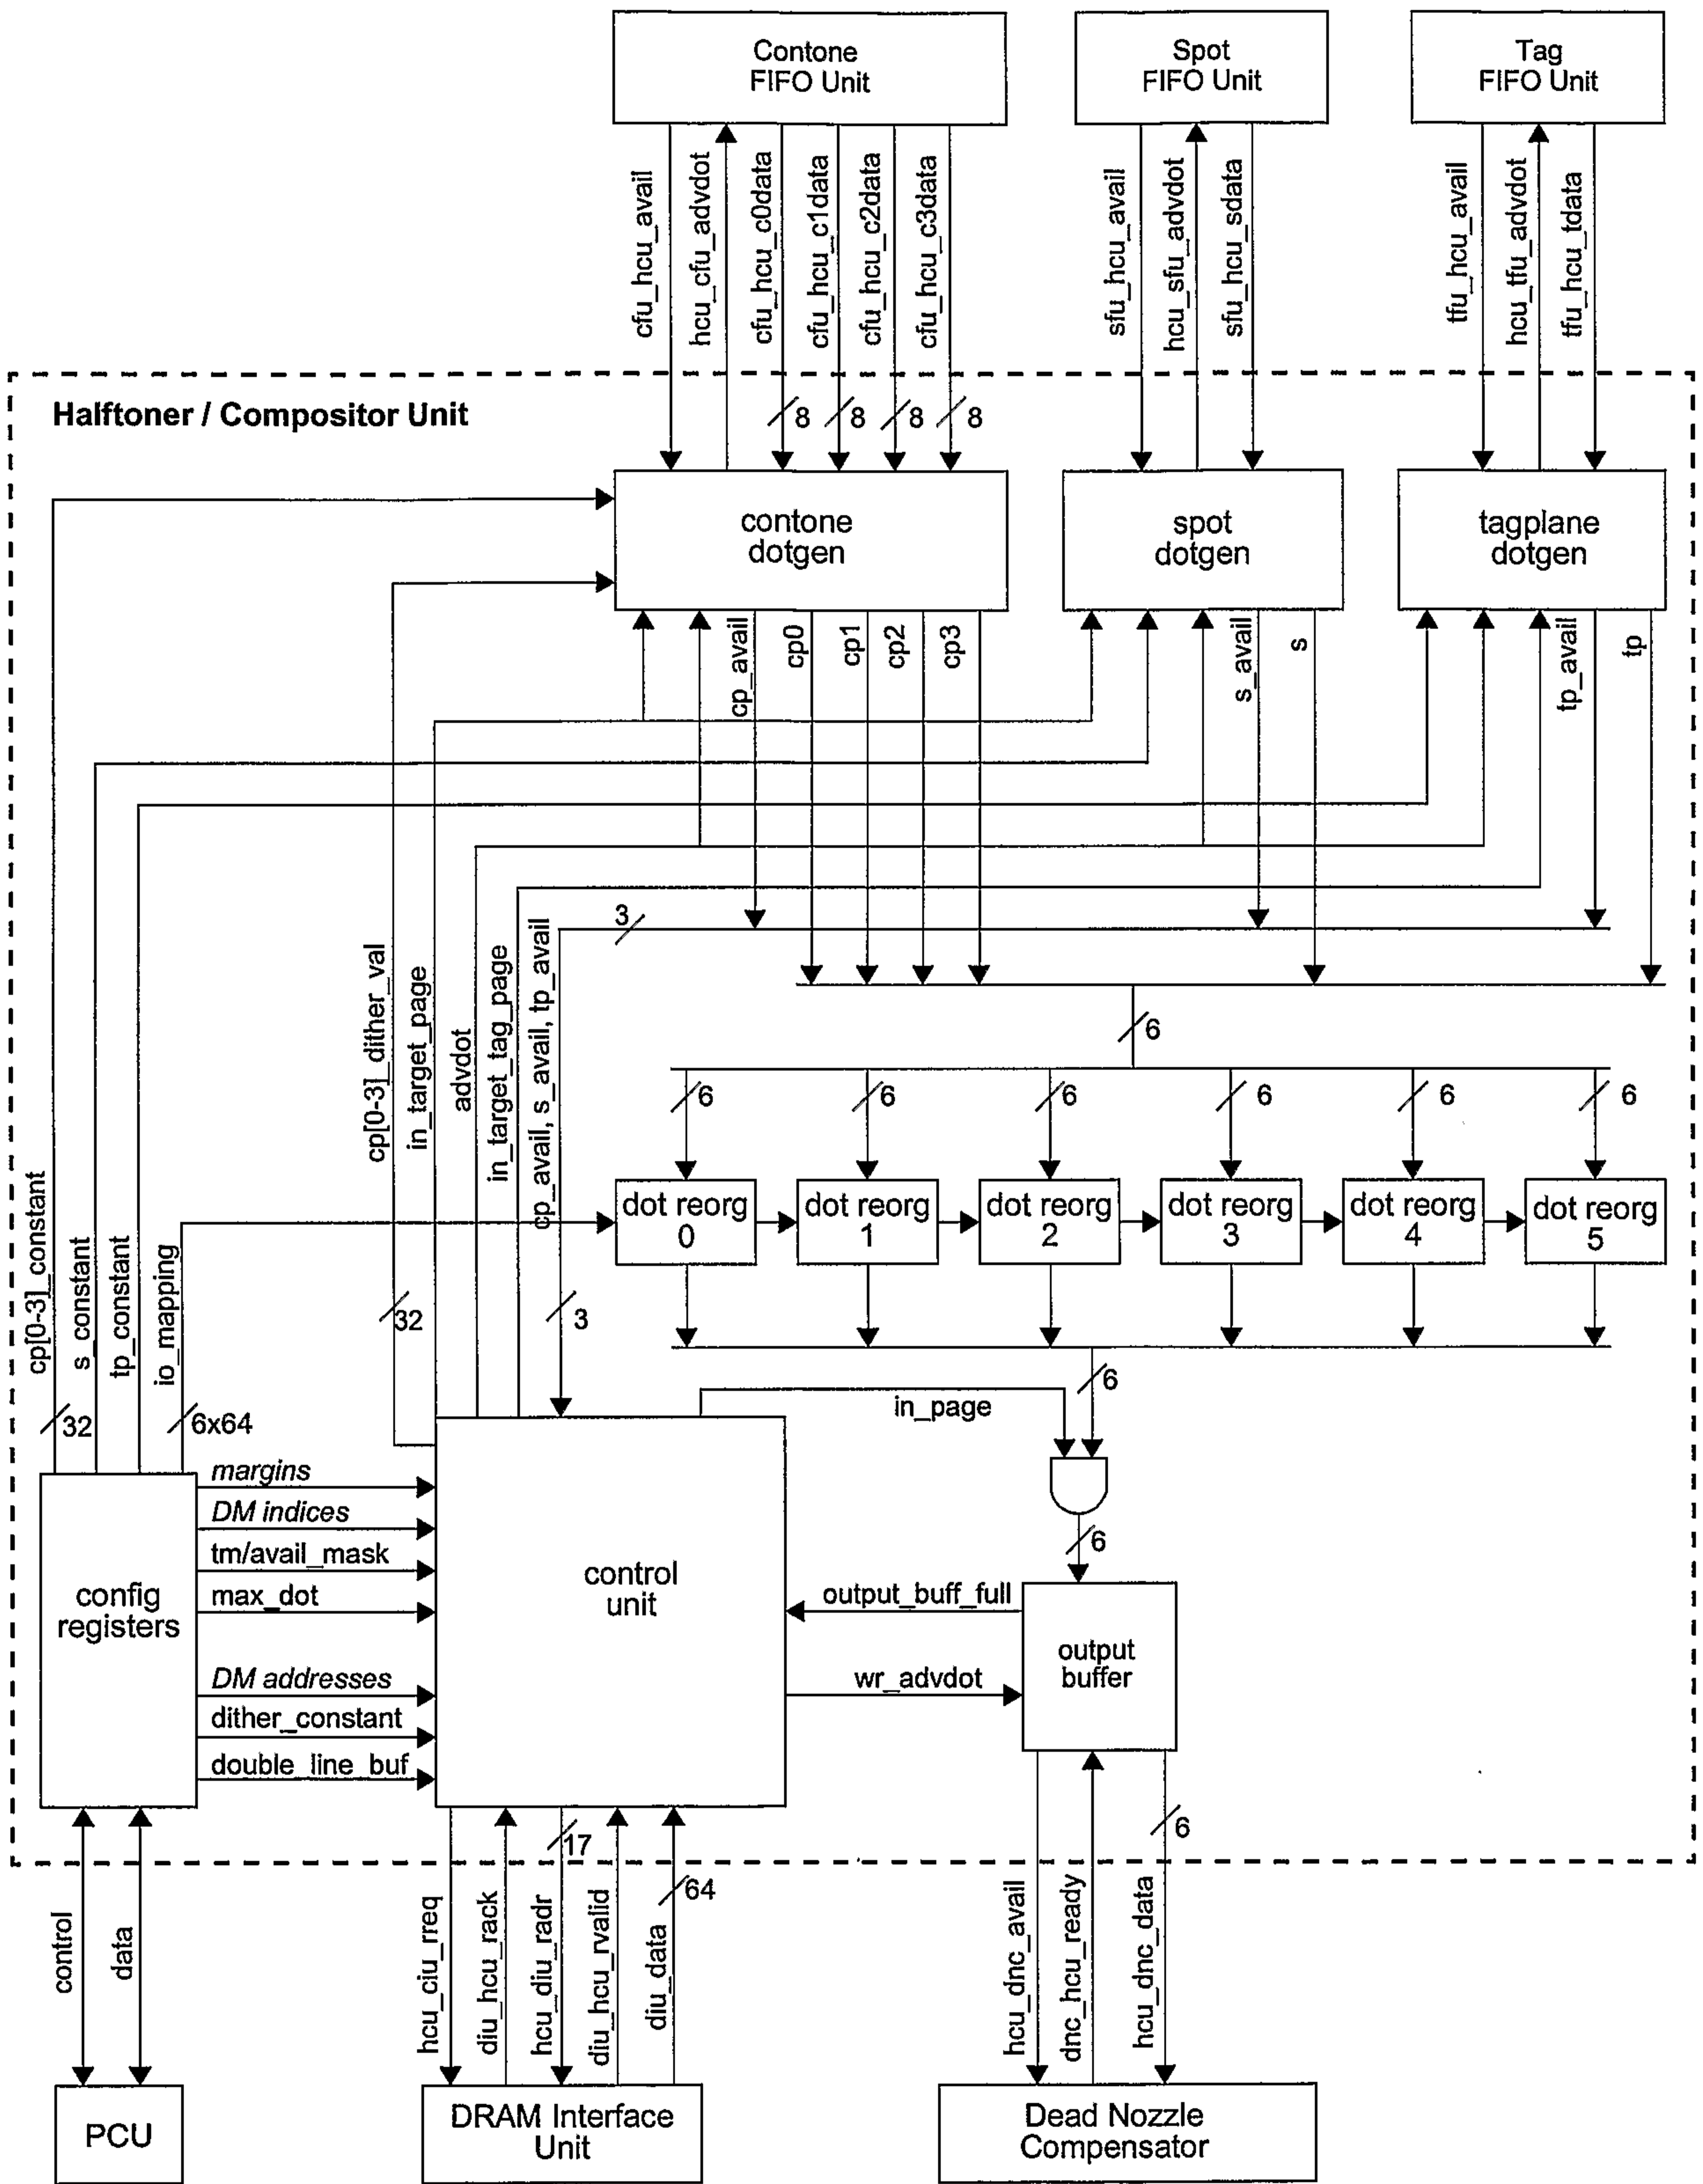 Contone
FIFO Unit
Spot
FIFO Unit
Tag
FIFO Unit
cfu_hcu_avail
hcu_cfu_advdot
cfu_hcu_c0data
cfu_hcu_c1data
cfu_hcu_c2data
cfu_hcu_c3data
sfu_hcu_avail
hcu_sfu_advdot
sfu_hcu_sdata
tfu_hcu_avail
hcu_tfu_advdot
tfu_hcu_tdata
Halftoner / Compositor Unit
8
8
8
8
contone
dotgen
spot
dotgen
tagplane
dotgen
cp_avail
cp0
cp1
cp2
cp3
s_avail
s
tp_avail
tp
3
cp[0-3]_dither_val
in_target_page
advdot
in_target_tag_page
cp_avail, s_avail, tp_avail
6
6
6
6
6
6
6
dot reorg
0
dot reorg
1
dot reorg
2
dot reorg
3
dot reorg
4
dot reorg
5
cp[0-3]_constant
s_constant
tp_constant
io_mapping
32
3
6
32
6x64
in_page
margins
DM indices
tm/avail_mask
max_dot
DM addresses
dither_constant
double_line_buf
config
registers
control
unit
6
output_buff_full
wr_advdot
output
buffer
17
64
6
control
data
hcu_ciu_rreq
diu_hcu_rack
hcu_diu_radr
diu_hcu_rvalid
diu_data
hcu_dnc_avail
dnc_hcu_ready
hcu_dnc_data
PCU
DRAM Interface
Unit
Dead Nozzle
Compensator